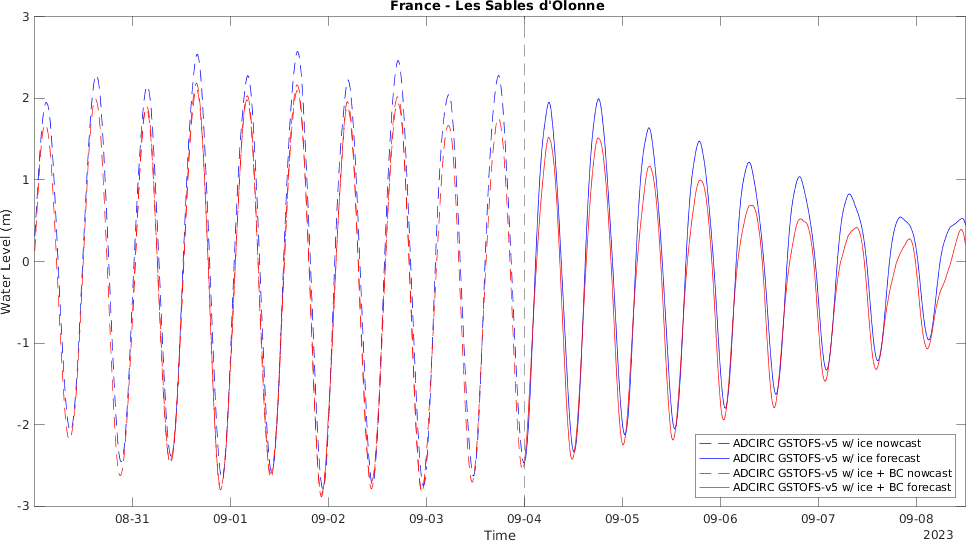 France - Les Sables d'Olonne
3
2
1
0
-1
-2
-3
Water Level (m)
08-31
09-01
09-02
09-03
09-04
09-05
09-06
09-07
09-08
Time
2023
ADCIRC GSTOFS-v5 w/ ice nowcast
ADCIRC GSTOFS-v5 w/ ice forecast
ADCIRC GSTOFS-v5 w/ ice + BC nowcast
ADCIRC GSTOFS-v5 w/ ice + BC forecast